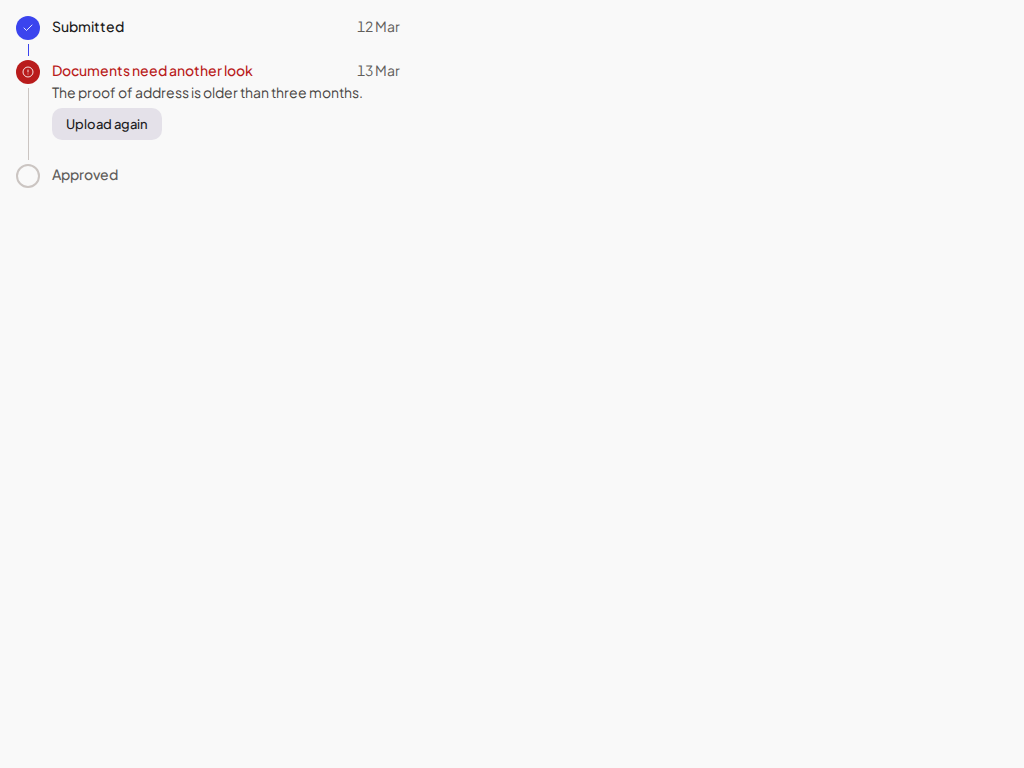 Submitted 12 Mar
Documents need another look 13 Mar
The proof of address is older than three months.
Upload again
Approved